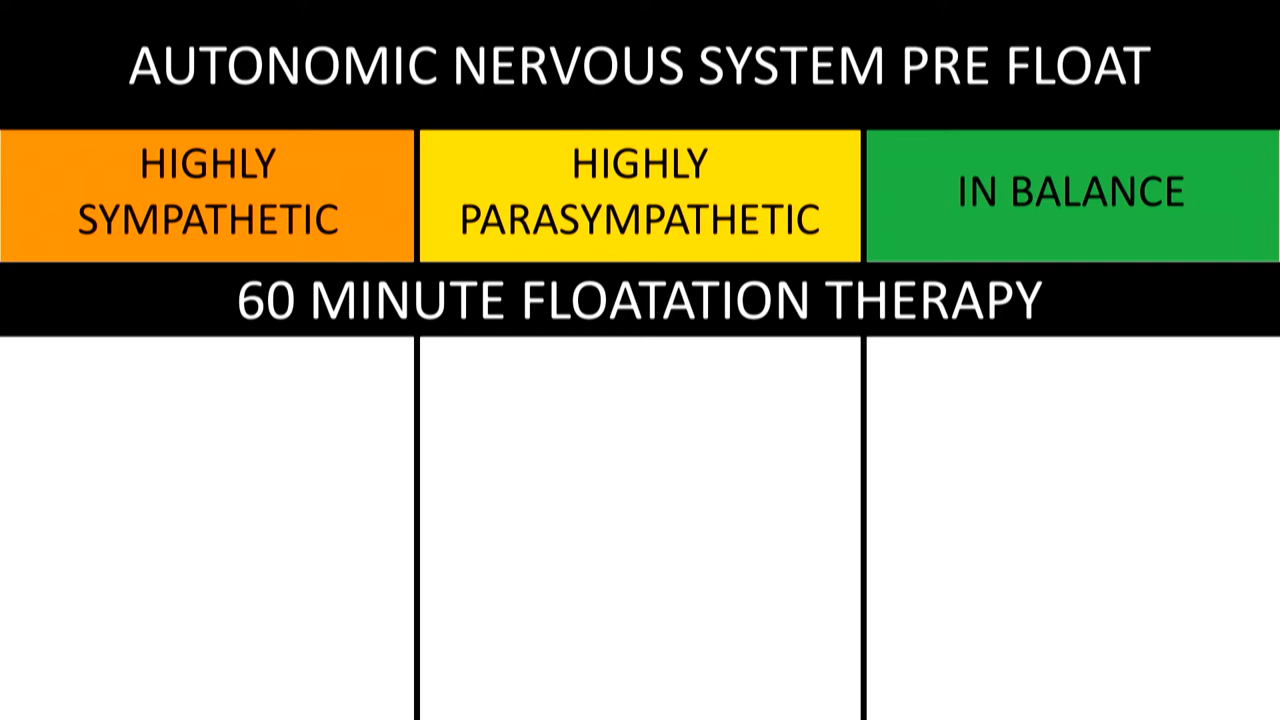 AUTONOMIC NERVOUS SYSTEM PRE FLOAT
HIGHLY
SYMPATHETIC
HIGHLY
PARASYMPATHETIC
IN BALANCE
60 MINUTE FLOATATION THERAPY